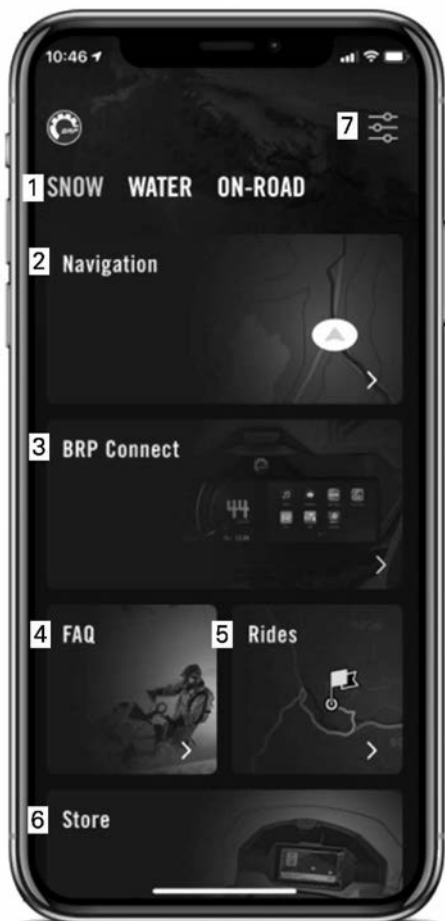 10:46
7
1 SNOW WATER ON-ROAD
2 Navigation
3 BRP Connect
44
4 FAQ
5 Rides
6 Store